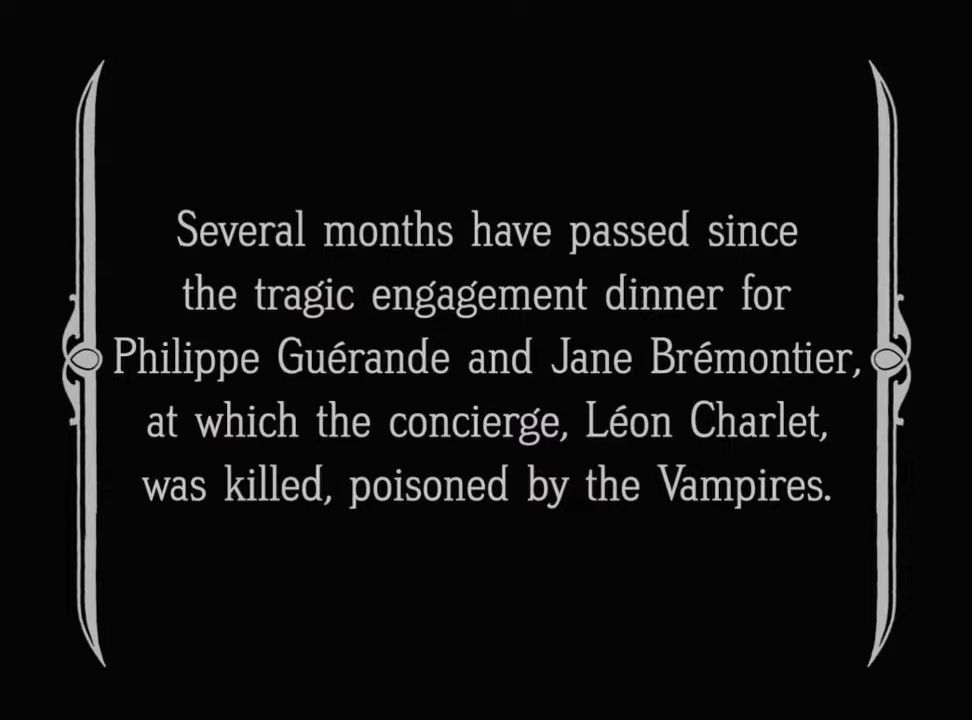 Several months have passed since
the tragic engagement dinner for
Philippe Guérande and Jane Brémontier,
at which the concierge, Léon Charlet,
was killed, poisoned by the Vampires.